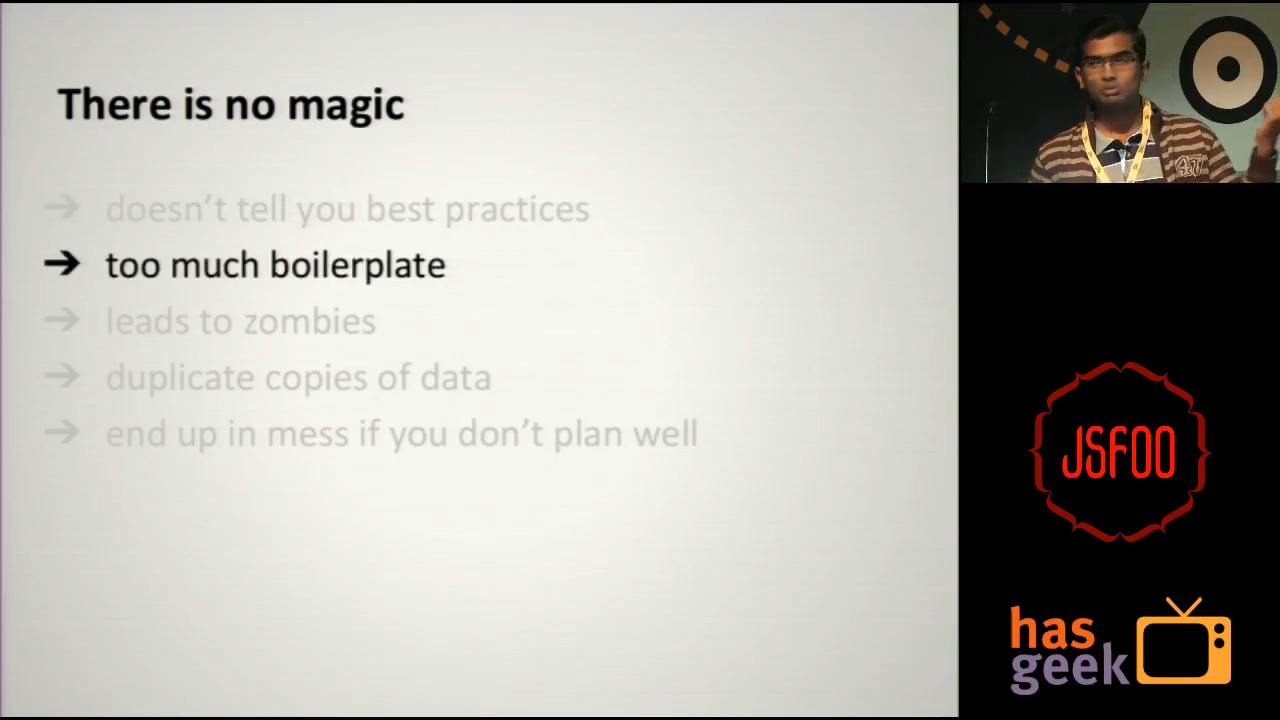 There is no magic
➔ doesn't tell you best practices
➔ too much boilerplate
➔ leads to zombies
➔ duplicate copies of data
➔ end up in mess if you don't plan well
JSFOO
has
geek